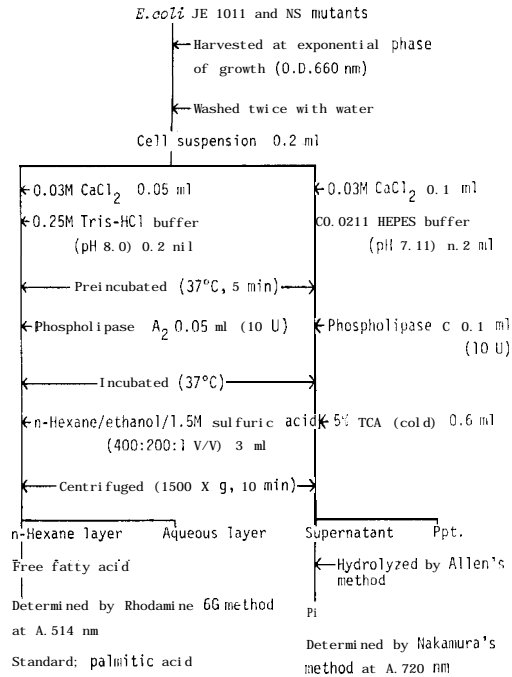 E.coli JE 1011 and NS mutants
Harvested at exponential phase
of growth (O.D.660 nm)
Washed twice with water
Cell suspension 0.2 ml
0.03M CaCl2 0.05 ml
0.03M CaCl2 0.1 ml
0.25M Tris-HCl buffer
(pH 8.0) 0.2 nil
C0.0211 HEPES buffer
(pH 7.11) n.2 ml
Preincubated (37°C, 5 min)
Phospholipase A2 0.05 ml (10 U)
Phospholipase C 0.1 ml
(10 U)
Incubated (37°C)
n-Hexane/ethanol/1.5M sulfuric acid
(400:200:1 V/V) 3 ml
5% TCA (cold) 0.6 ml
Centrifuged (1500 X g, 10 min)
n-Hexane layer Aqueous layer
Supernatant Ppt.
Free fatty acid
Hydrolyzed by Allen's
method
Determined by Rhodamine 6G method
at A.514 nm
Standard; palmitic acid
Pi
Determined by Nakamura's
method at A.720 nm